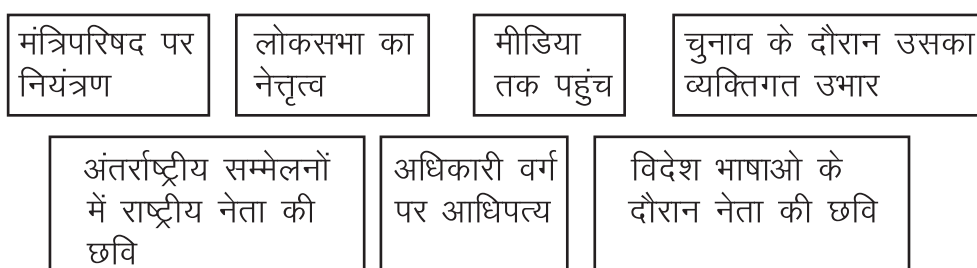 मंत्रिपरिषद पर
नियंत्रण
लोकसभा का
नेत्तृत्व
मीडिया
तक पहुंच
चुनाव के दौरान उसका
व्यक्तिगत उभार
अंतर्राष्ट्रीय सम्मेलनों
में राष्ट्रीय नेता की
छवि
अधिकारी वर्ग
पर आधिपत्य
विदेश भाषाओ के
दौरान नेता की छवि